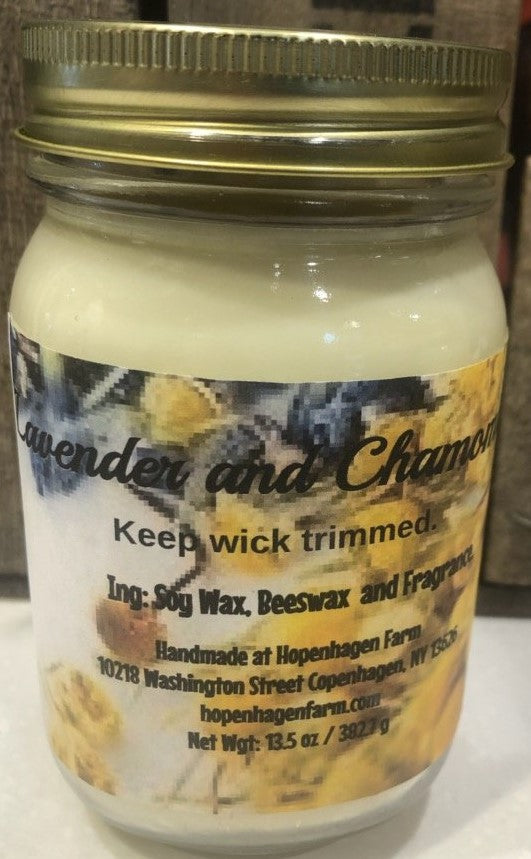 Lavender and Chamom
Keep wick trimmed.
Ing: Soy Wax, Beeswax and Fragrance
Handmade at Hopenhagen Farm
10218 Washington Street Copenhagen, NY 13626
hopenhagenfarm.com
Net Wgt: 13.5 oz / 382.7 g